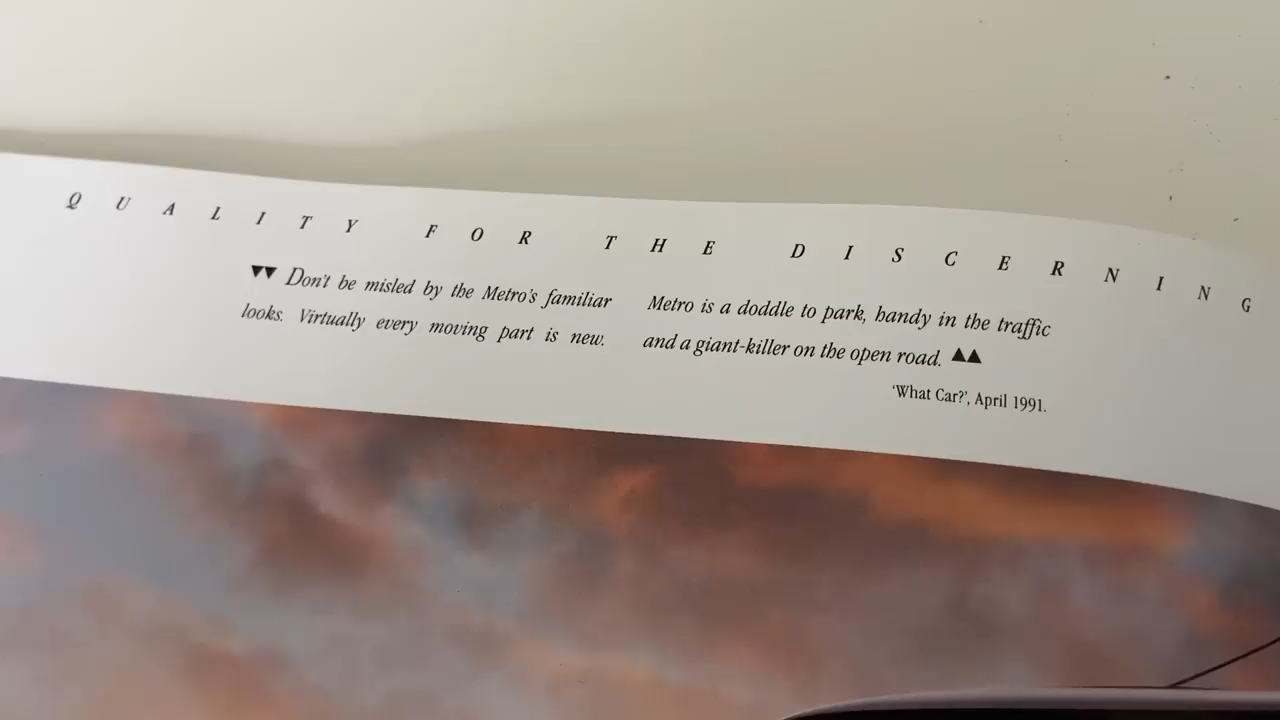 QUALITY FOR THE DISCERNING
▼▼ Don't be misled by the Metro's familiar
looks. Virtually every moving part is new.
Metro is a doddle to park, handy in the traffic
and a giant-killer on the open road. ▲▲
'What Car?', April 1991.